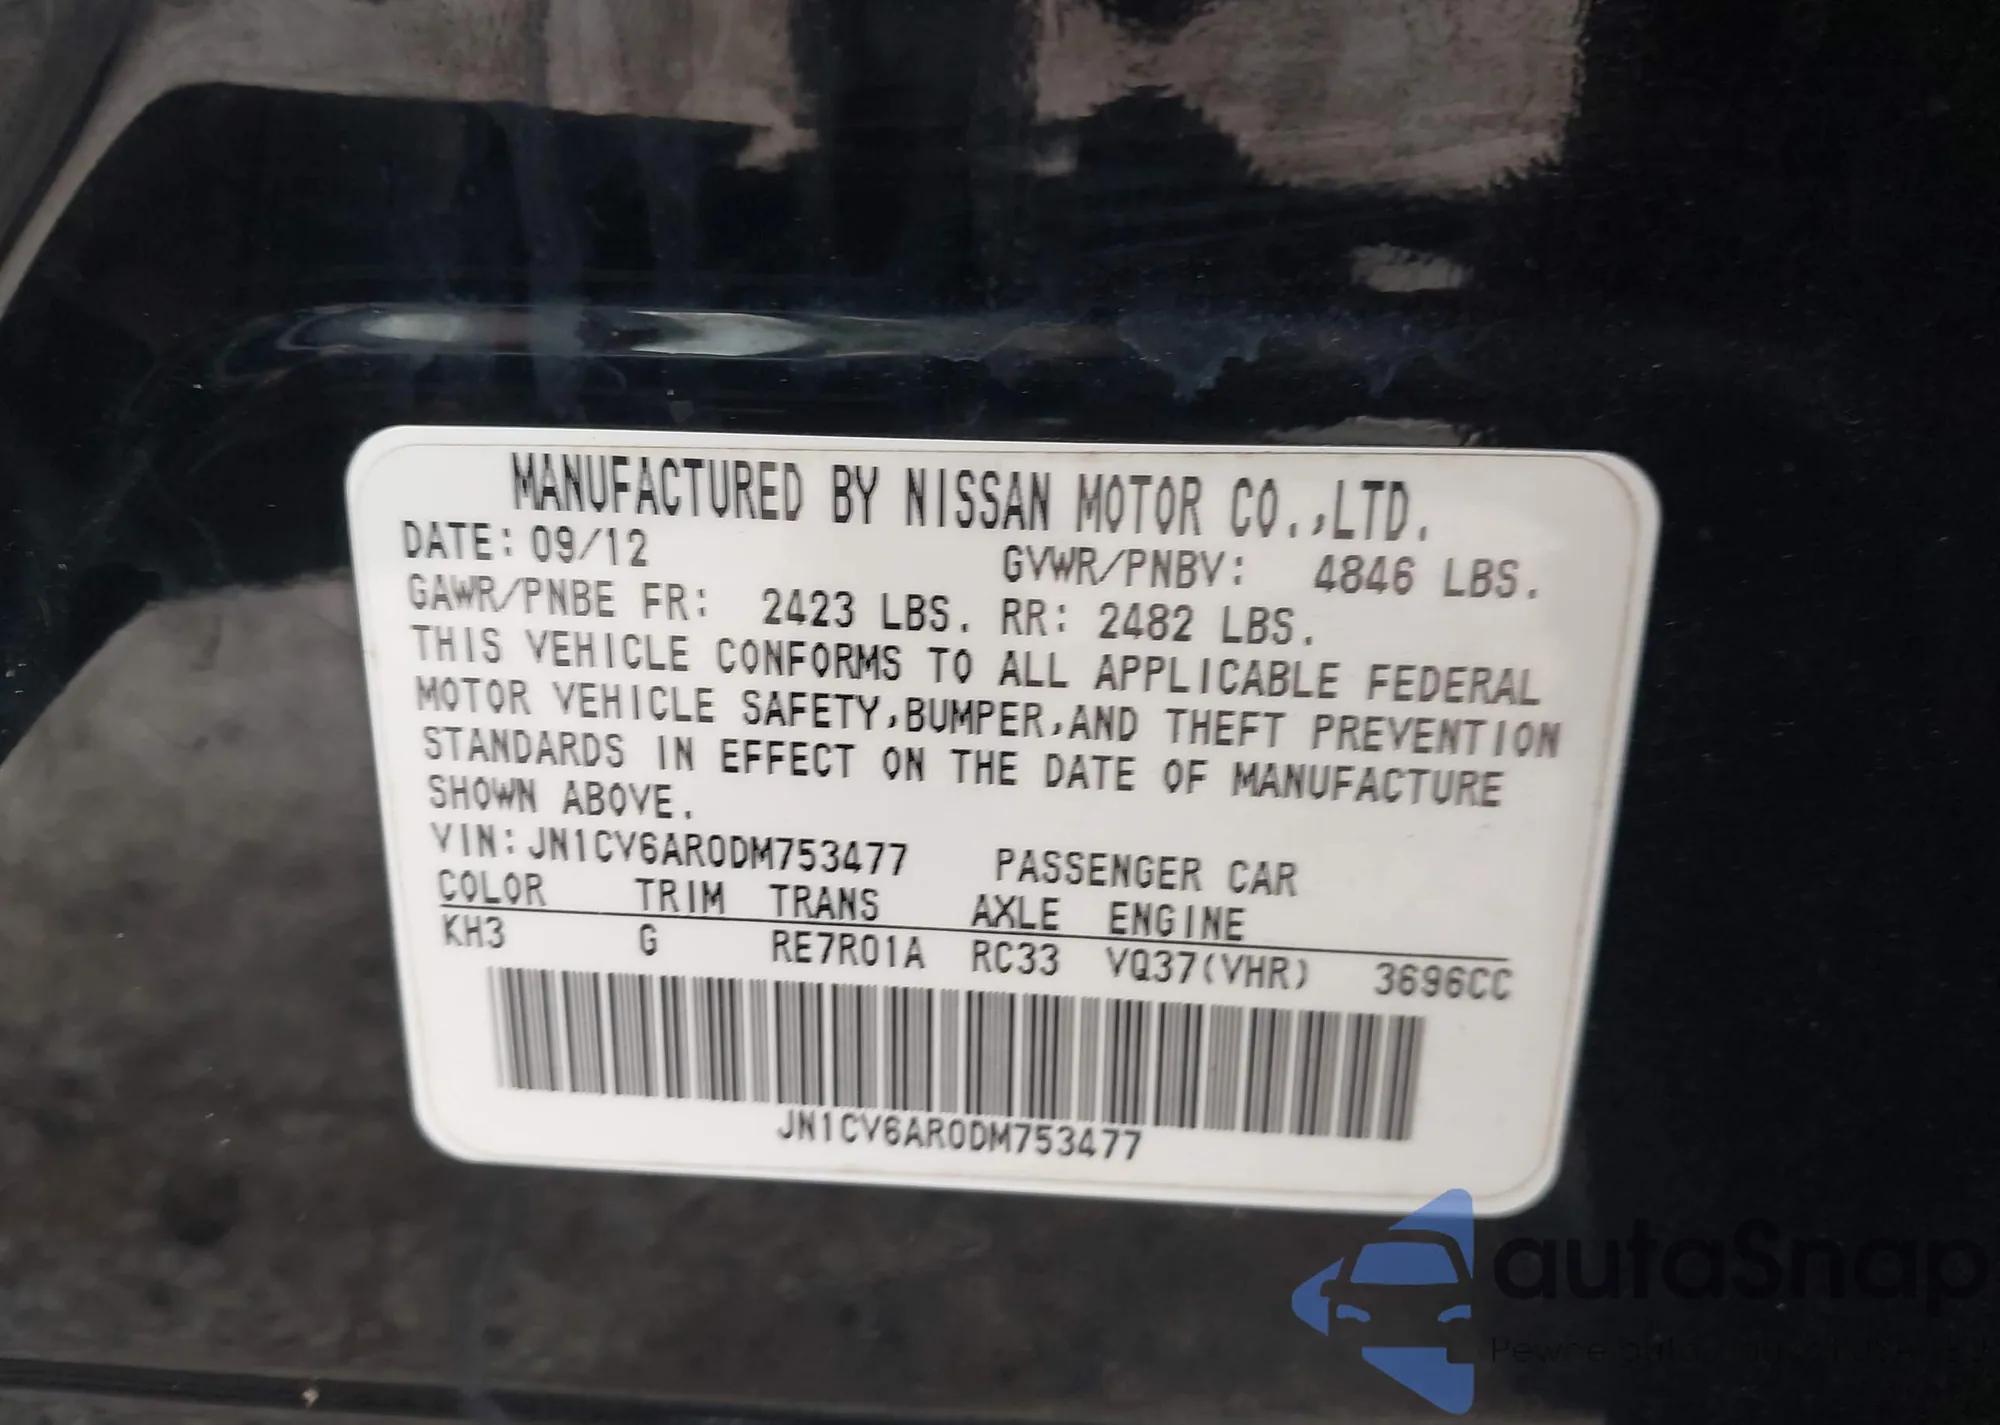 MANUFACTURED BY NISSAN MOTOR CO.,LTD.
DATE: 09/12 GVWR/PNBV: 4846 LBS.
GAWR/PNBE FR: 2423 LBS. RR: 2482 LBS.
THIS VEHICLE CONFORMS TO ALL APPLICABLE FEDERAL
MOTOR VEHICLE SAFETY,BUMPER,AND THEFT PREVENTION
STANDARDS IN EFFECT ON THE DATE OF MANUFACTURE
SHOWN ABOVE.
VIN: JN1CV6AR0DM753477 PASSENGER CAR
COLOR TRIM TRANS AXLE ENGINE
KH3 G RE7R01A RC33 VQ37(VHR) 3696CC
JN1CV6AR0DM753477
autaSnap